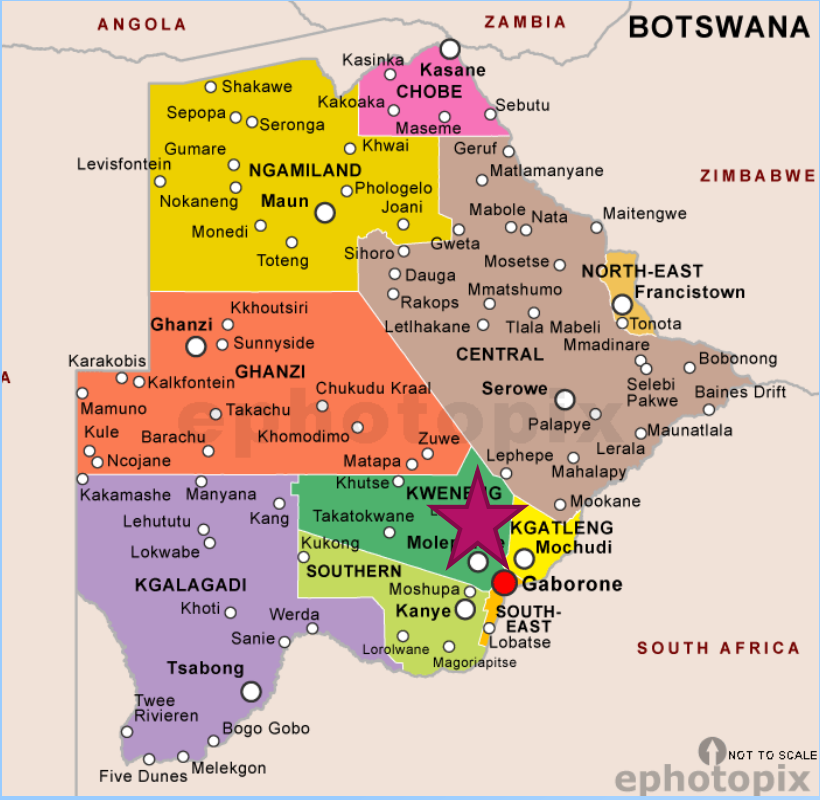 ANGOLA
ZAMBIA
BOTSWANA
Kasinka
Kasane
CHOBE
Shakawe
Kakoaka
Sebutu
Sepopa
Seronga
Maseme
Gumare
Khwai
Geruf
Levisfontein
NGAMILAND
Matlamanyane
ZIMBABWE
Nokaneng
Maun
Phologelo
Joani
Mabole
Nata
Maitengwe
Monedi
Gweta
Toteng
Sihoro
Mosetse
NORTH-EAST
Dauga
Mmatshumo
Francistown
Rakops
Kkhoutsiri
Letlhakane
Tlala Mabeli
Tonota
Ghanzi
Sunnyside
Mmadinare
CENTRAL
Bobonong
Karakobis
GHANZI
Selebi
Pakwe
A
Kalkfontein
Chukudu Kraal
Serowe
Baines Drift
Mamuno
Takachu
ephotopix
Palapye
Kule
Barachu
Khomodimo
Zuwe
Maunatlala
Lerala
Ncojane
Matapa
Lephepe
Mahalapy
Kakamashe
Manyana
Khutse
Mookane
Kang
Takatokwane
KGATLENG
Lehututu
Mochudi
Lokwabe
Kukong
SOUTHERN
KGALAGADI
Moshupa
Gaborone
Khoti
Werda
Kanye
SOUTH-
EAST
Sanie
Lorolwane
Lobatse
Magoriapitse
SOUTH AFRICA
Tsabong
Twee
Rivieren
Bogo Gobo
Five Dunes
Melekgon
NOT TO SCALE
ephotopix